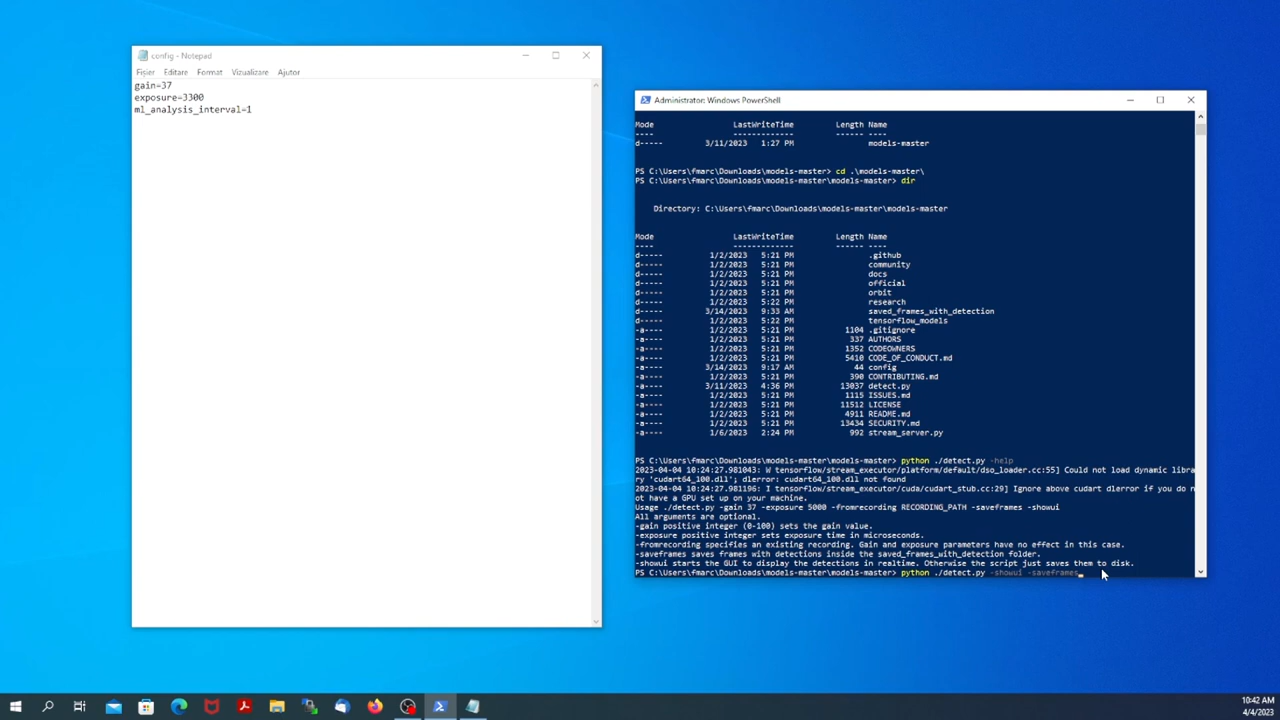 config - Notepad
Fișier Editare Format Vizualizare Ajutor
gain=37
exposure=3300
ml_analysis_interval=1
Administrator: Windows PowerShell
Mode LastWriteTime Length Name
---- ------------- ------ ----
d----- 3/11/2023 1:27 PM models-master
PS C:\Users\fmarc\Downloads\models-master> cd .\models-master\
PS C:\Users\fmarc\Downloads\models-master\models-master> dir
Directory: C:\Users\fmarc\Downloads\models-master\models-master
Mode LastWriteTime Length Name
---- ------------- ------ ----
d----- 1/2/2023 5:21 PM .github
d----- 1/2/2023 5:21 PM community
d----- 1/2/2023 5:21 PM docs
d----- 1/2/2023 5:21 PM official
d----- 1/2/2023 5:21 PM orbit
d----- 1/2/2023 5:22 PM research
d----- 3/14/2023 9:33 AM saved_frames_with_detection
d----- 1/2/2023 5:22 PM tensorflow_models
-a---- 1/2/2023 5:21 PM 1104 .gitignore
-a---- 1/2/2023 5:21 PM 337 AUTHORS
-a---- 1/2/2023 5:21 PM 1352 CODEOWNERS
-a---- 1/2/2023 5:21 PM 5410 CODE_OF_CONDUCT.md
-a---- 3/14/2023 9:17 AM 44 config
-a---- 1/2/2023 5:21 PM 390 CONTRIBUTING.md
-a---- 3/11/2023 4:36 PM 13037 detect.py
-a---- 1/2/2023 5:21 PM 1115 ISSUES.md
-a---- 1/2/2023 5:21 PM 11512 LICENSE
-a---- 1/2/2023 5:21 PM 4911 README.md
-a---- 1/2/2023 5:21 PM 13434 SECURITY.md
-a---- 1/6/2023 2:24 PM 992 stream_server.py
PS C:\Users\fmarc\Downloads\models-master\models-master> python ./detect.py -help
2023-04-04 10:24:27.981043: W tensorflow/stream_executor/platform/default/dso_loader.cc:55] Could not load dynamic libra
ry 'cudart64_100.dll'; dlerror: cudart64_100.dll not found
2023-04-04 10:24:27.981196: I tensorflow/stream_executor/cuda/cudart_stub.cc:29] Ignore above cudart dlerror if you do n
ot have a GPU set up on your machine.
Usage ./detect.py -gain 37 -exposure 5000 -fromrecording RECORDING_PATH -saveframes -showui
All arguments are optional.
-gain positive integer (0-100) sets the gain value.
-exposure positive integer sets exposure time in microseconds.
-fromrecording specifies an existing recording. Gain and exposure parameters have no effect in this case.
-saveframes saves frames with detections inside the saved_frames_with_detection folder.
-showui starts the GUI to display the detections in realtime. Otherwise the script just saves them to disk.
PS C:\Users\fmarc\Downloads\models-master\models-master> python ./detect.py -showui -saveframes
10:42 AM
4/4/2023